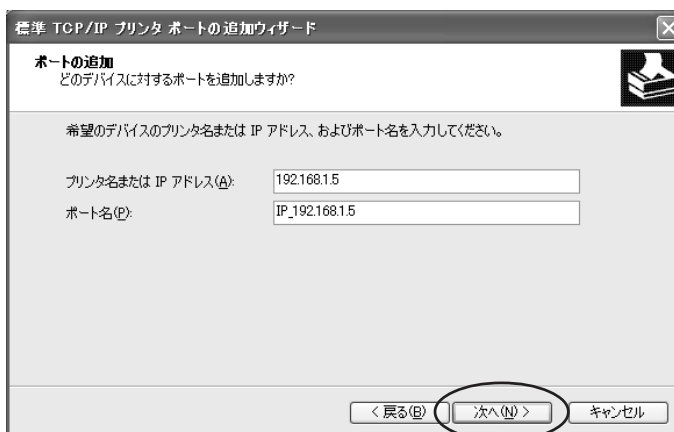 標準 TCP/IP プリンタ ポートの追加ウィザード
ポートの追加
どのデバイスに対するポートを追加しますか?
希望のデバイスのプリンタ名または IP アドレス、およびポート名を入力してください。
プリンタ名または IP アドレス(A): 192.168.1.5
ポート名(P): IP_192.168.1.5
< 戻る(B) 次へ(N) > キャンセル